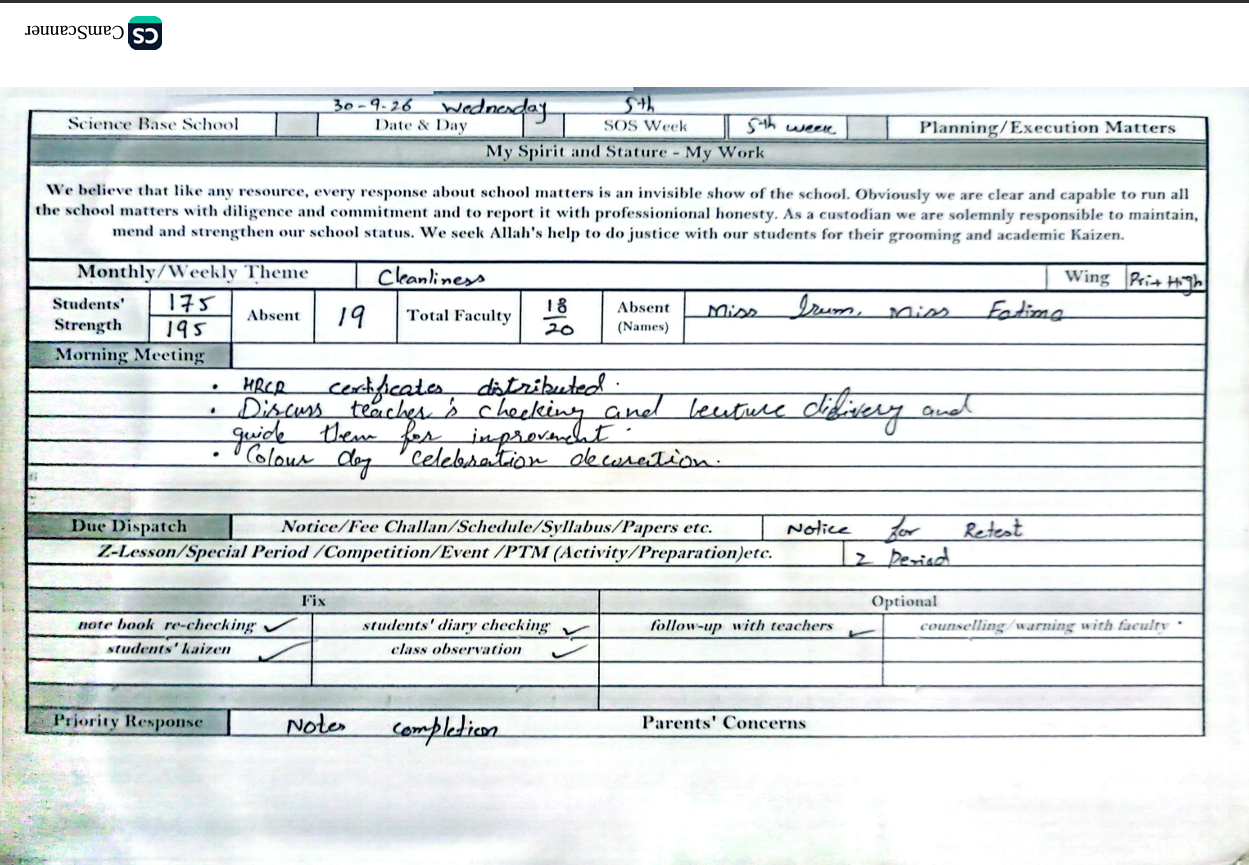 CamScanner
CS
30-9-26 Wednesday 5th
Science Base School Date & Day SOS Week 5th week Planning/Execution Matters
My Spirit and Stature - My Work
We believe that like any resource, every response about school matters is an invisible show of the school. Obviously we are clear and capable to run all
the school matters with diligence and commitment and to report it with professionional honesty. As a custodian we are solemnly responsible to maintain,
mend and strengthen our school status. We seek Allah's help to do justice with our students for their grooming and academic Kaizen.
Monthly/Weekly Theme Cleanliness Wing Pri+High
Students' Strength 175/195 Absent 19 Total Faculty 18/20 Absent (Names) Miss Irum, Miss Fatima
Morning Meeting
• HRCR certificates distributed.
• Discuss teacher's checking and lecture dilivery and
guide them for improvement.
• Colour day celebration decoration.
Due Dispatch Notice/Fee Challan/Schedule/Syllabus/Papers etc. Notice for Retest
Z-Lesson/Special Period /Competition/Event /PTM (Activity/Preparation)etc. Z Period
Fix Optional
note book re-checking ✓ students' diary checking ✓ follow-up with teachers ✓ counselling/warning with faculty
students' kaizen ✓ class observation ✓
Priority Response Notes completion Parents' Concerns